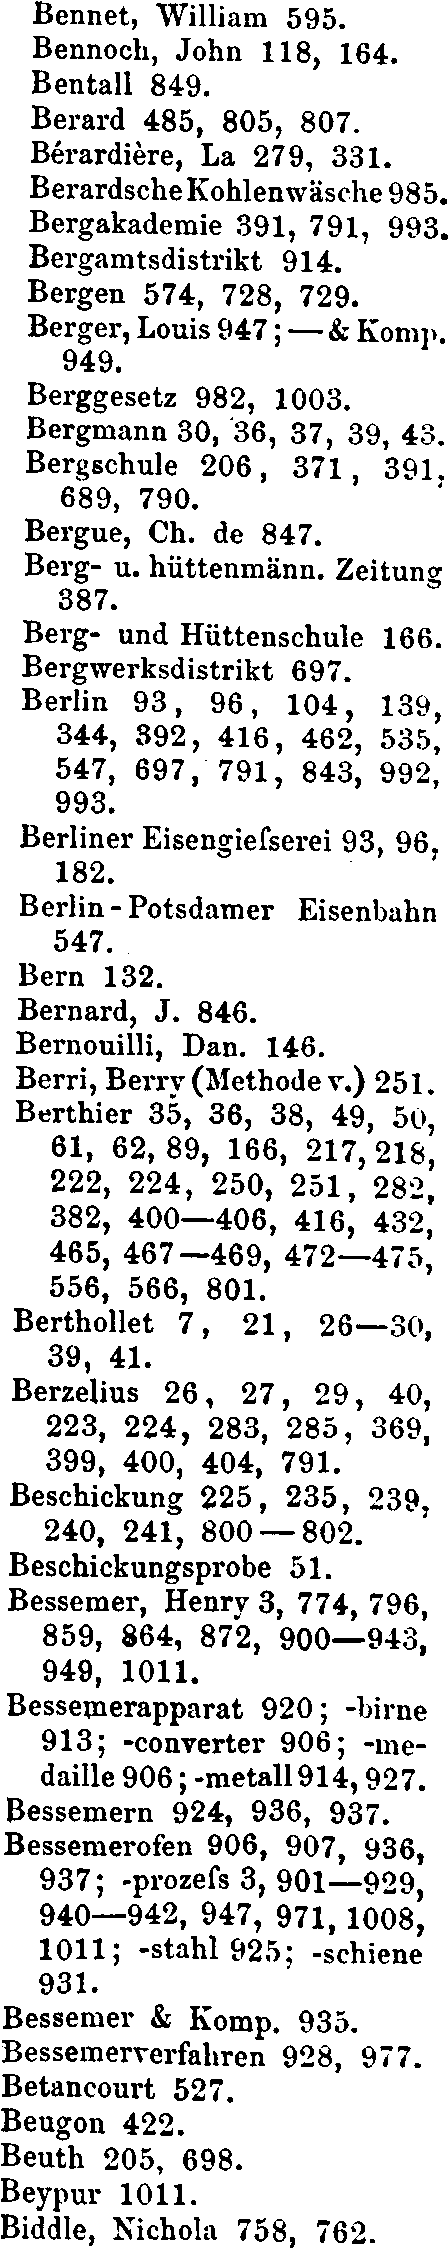 Bennet, William 595.
Bennoch, John 118, 164.
Bentall 849.
Berard 485, 805, 807.
Bérardière, La 279, 331.
Berardsche Kohlenwäsche 985.
Bergakademie 391, 791, 993.
Bergamtsdistrikt 914.
Bergen 574, 728, 729.
Berger, Louis 947; — & Komp.
949.
Berggesetz 982, 1003.
Bergmann 30, 36, 37, 39, 43.
Bergschule 206, 371, 391,
689, 790.
Bergue, Ch. de 847.
Berg- u. hüttenmänn. Zeitung
387.
Berg- und Hüttenschule 166.
Bergwerksdistrikt 697.
Berlin 93, 96, 104, 139,
344, 392, 416, 462, 535,
547, 697, 791, 843, 992,
993.
Berliner Eisengieſserei 93, 96,
182.
Berlin-Potsdamer Eisenbahn
547.
Bern 132.
Bernard, J. 846.
Bernouilli, Dan. 146.
Berri, Berry (Methode v.) 251.
Berthier 35, 36, 38, 49, 50,
61, 62, 89, 166, 217, 218,
222, 224, 250, 251, 282,
382, 400—406, 416, 432,
465, 467—469, 472—475,
556, 566, 801.
Berthollet 7, 21, 26—30,
39, 41.
Berzelius 26, 27, 29, 40,
223, 224, 283, 285, 369,
399, 400, 404, 791.
Beschickung 225, 235, 239,
240, 241, 800—802.
Beschickungsprobe 51.
Bessemer, Henry 3, 774, 796,
859, 864, 872, 900—943,
949, 1011.
Bessemerapparat 920; -birne
913; -converter 906; -me-
daille 906; -metall 914, 927.
Bessemern 924, 936, 937.
Bessemerofen 906, 907, 936,
937; -prozeſs 3, 901—929,
940—942, 947, 971, 1008,
1011; -stahl 925; -schiene
931.
Bessemer & Komp. 935.
Bessemerverfahren 928, 977.
Betancourt 527.
Beugon 422.
Beuth 205, 698.
Beypur 1011.
Biddle, Nichola 758, 762.